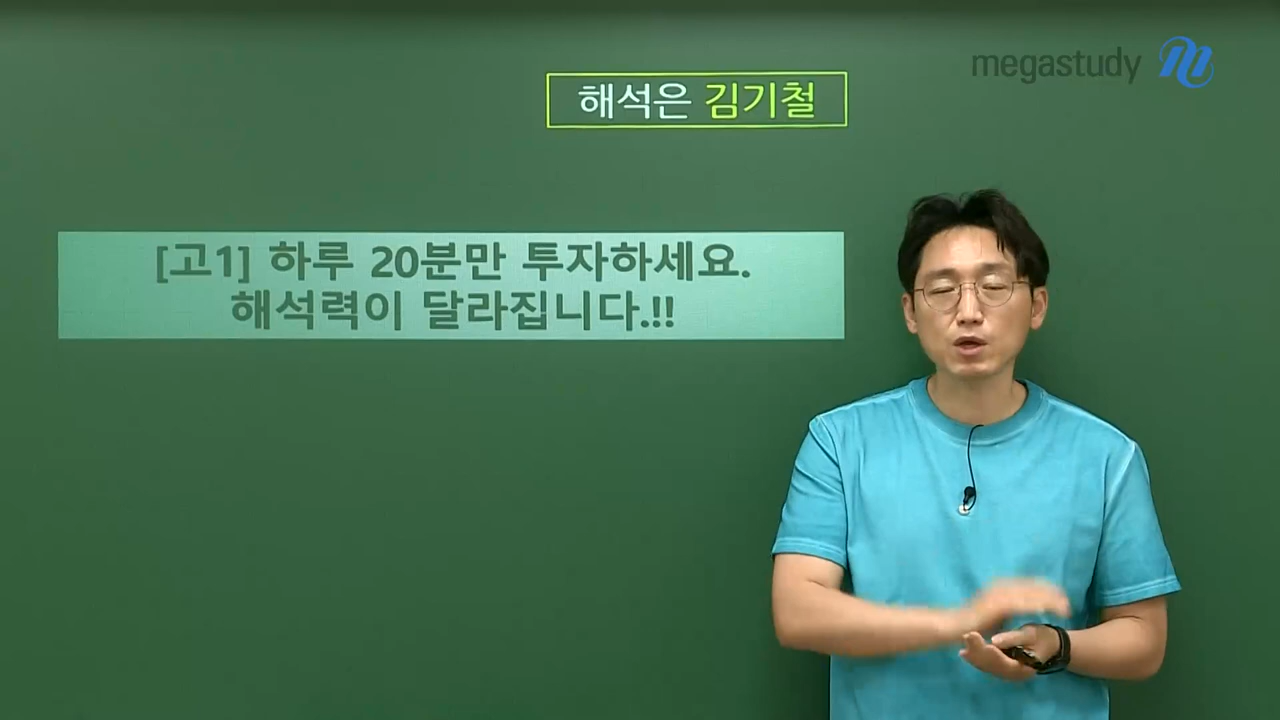 megastudy
해석은 김기철
[고1] 하루 20분만 투자하세요.
해석력이 달라집니다.!!